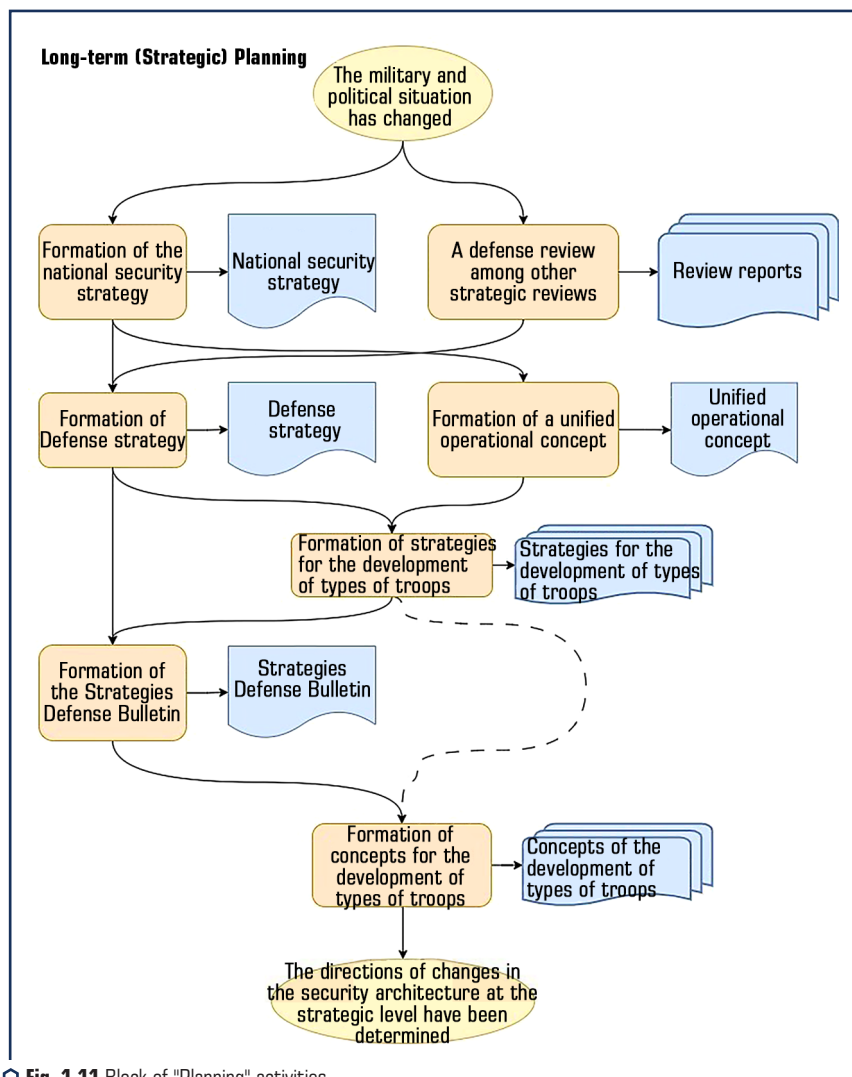 Long-term (Strategic) Planning
The military and
political situation
has changed
Formation of the
national security
strategy
National security
strategy
A defense review
among other
strategic reviews
Review reports
Formation of
Defense strategy
Defense
strategy
Formation of a unified
operational concept
Unified
operational
concept
Formation of strategies
for the development
of types of troops
Strategies for the
development of types
of troops
Formation of
the Strategies
Defense Bulletin
Strategies
Defense Bulletin
Formation of
concepts for the
development of
types of troops
Concepts of the
development of
types of troops
The directions of changes in
the security architecture at the
strategic level have been
determined
Fig. 1.11 Block of "Planning" activities